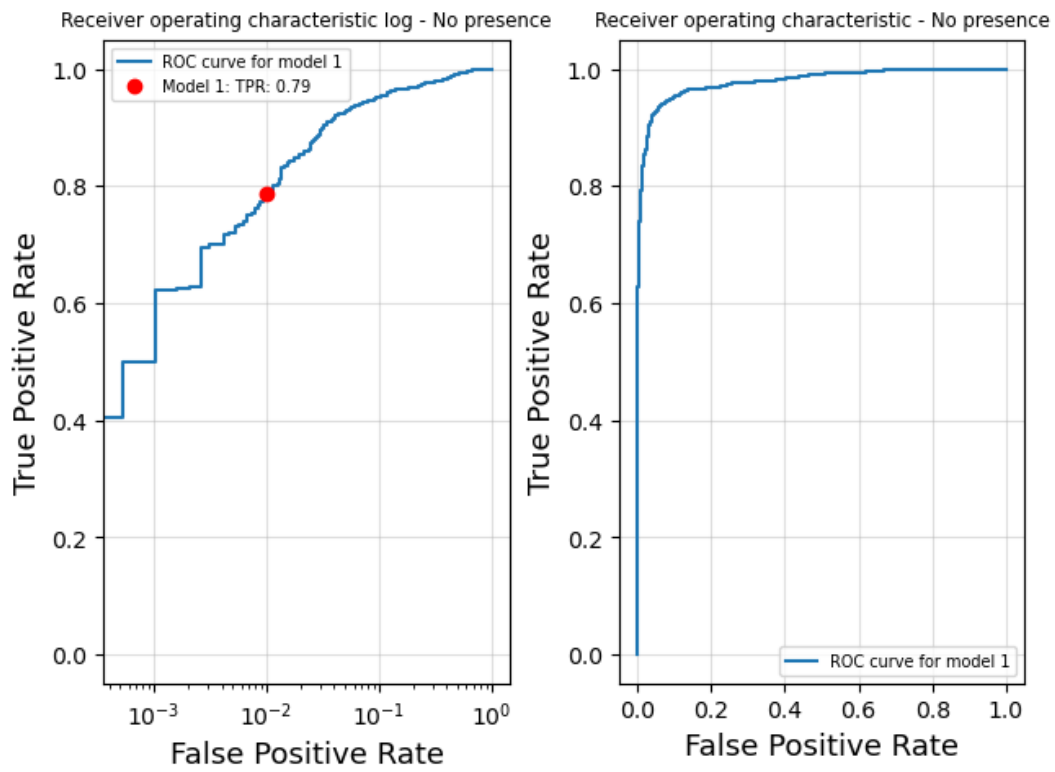 Receiver operating characteristic log - No presence
1.0
0.8
0.6
0.4
0.2
0.0
True Positive Rate
ROC curve for model 1
Model 1: TPR: 0.79
10⁻³
10⁻²
10⁻¹
10⁰
False Positive Rate
Receiver operating characteristic - No presence
1.0
0.8
0.6
0.4
0.2
0.0
True Positive Rate
ROC curve for model 1
0.0
0.2
0.4
0.6
0.8
1.0
False Positive Rate